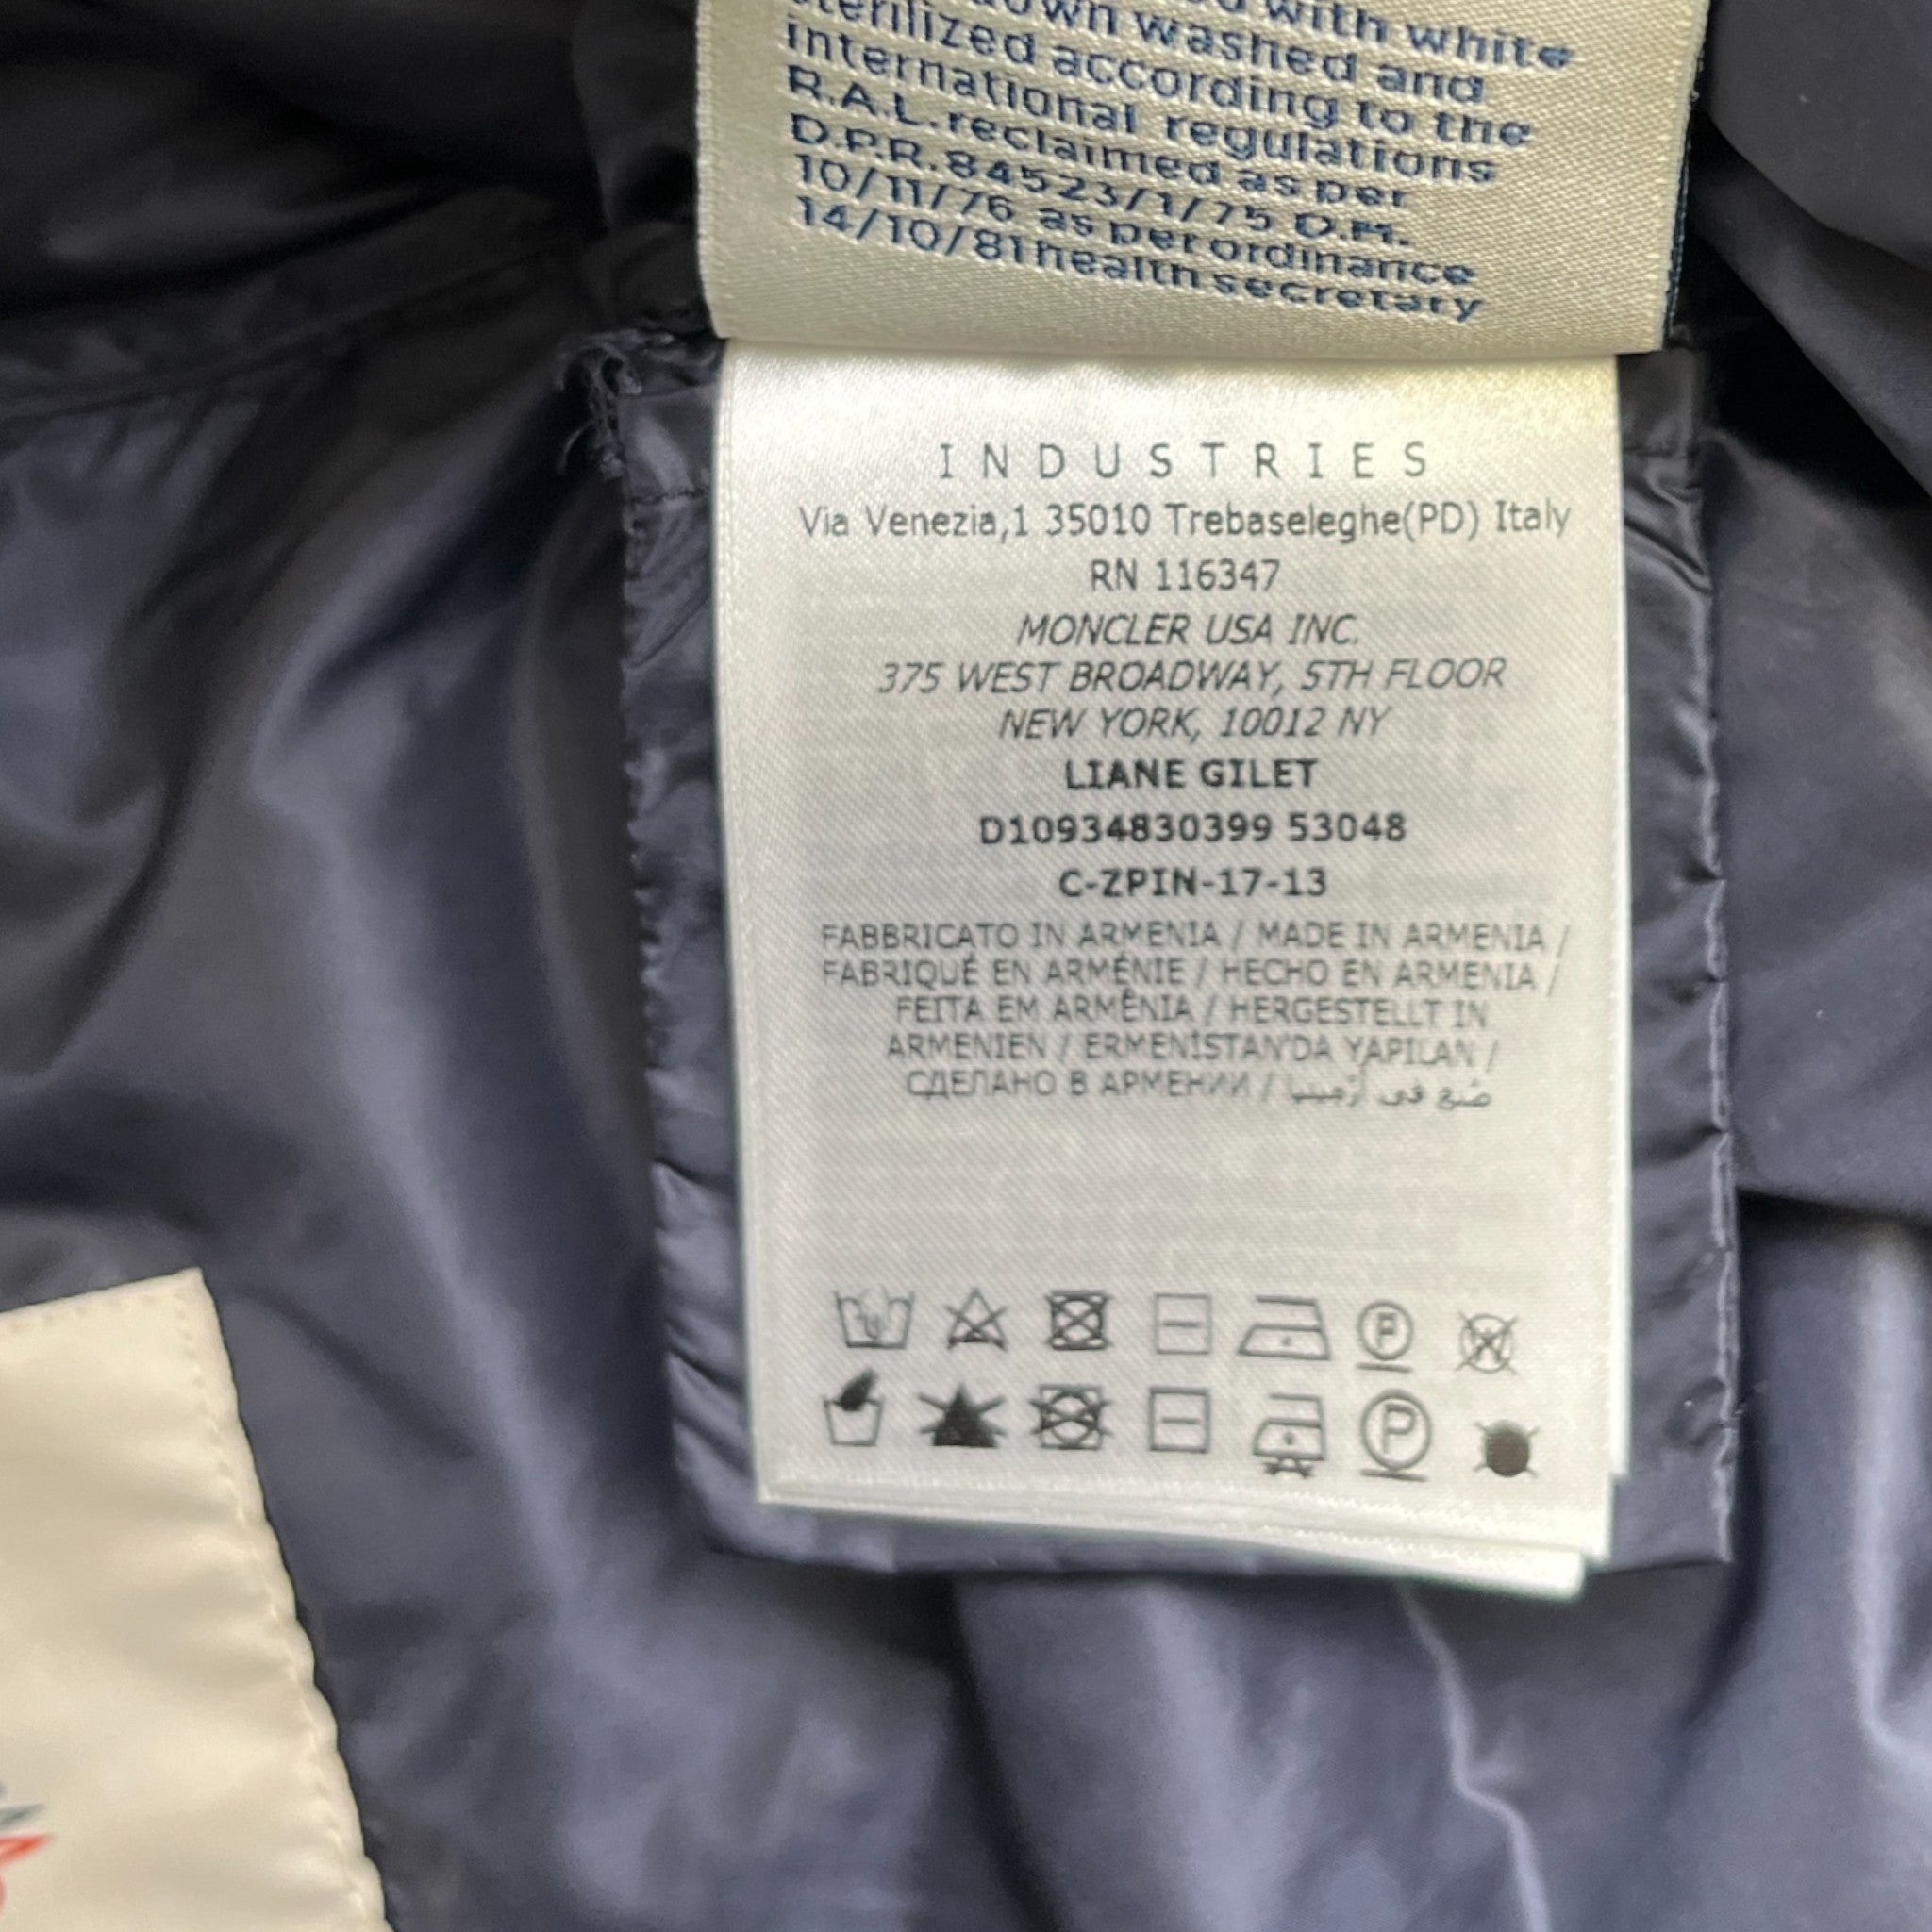 with white
down washed and
sterilized according to the
international regulations
R.A.L. reclaimed as per
D.P.R. 84523/1/75 D.M.
10/11/76 as per ordinance
14/10/81 health secretary
INDUSTRIES
Via Venezia,1 35010 Trebaseleghe(PD) Italy
RN 116347
MONCLER USA INC.
375 WEST BROADWAY, 5TH FLOOR
NEW YORK, 10012 NY
LIANE GILET
D10934830399 53048
C-ZPIN-17-13
FABBRICATO IN ARMENIA / MADE IN ARMENIA /
FABRIQUÉ EN ARMÉNIE / HECHO EN ARMENIA /
FEITA EM ARMÊNIA / HERGESTELLT IN
ARMENIEN / ERMENİSTAN'DA YAPILAN /
СДЕЛАНО В АРМЕНИИ / صُنع في أرمينيا
P W
P